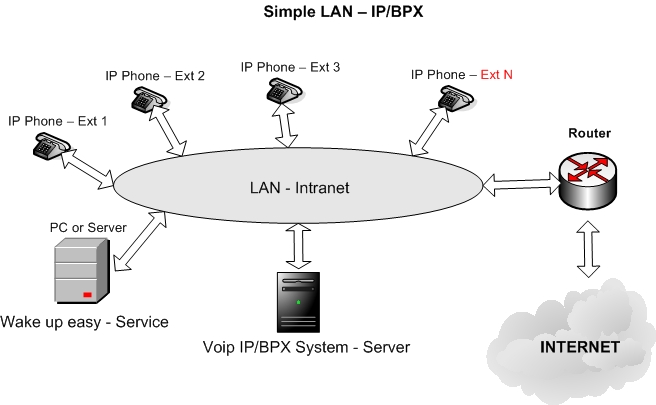 Simple LAN – IP/BPX
IP Phone – Ext 1
IP Phone – Ext 2
IP Phone – Ext 3
IP Phone – Ext N
Router
LAN - Intranet
PC or Server
Wake up easy - Service
Voip IP/BPX System - Server
INTERNET